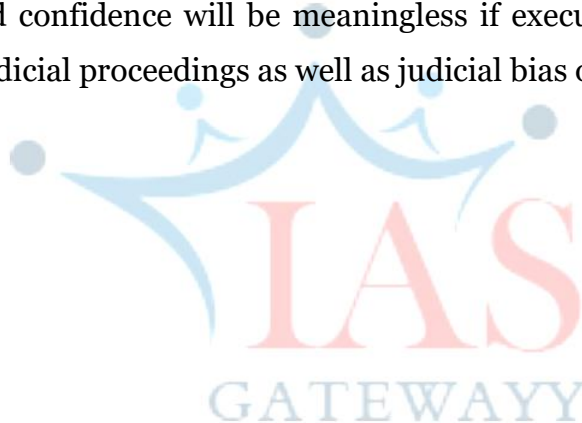 d confidence will be meaningless if execu
dicial proceedings as well as judicial bias o
IAS
GATEWAYY